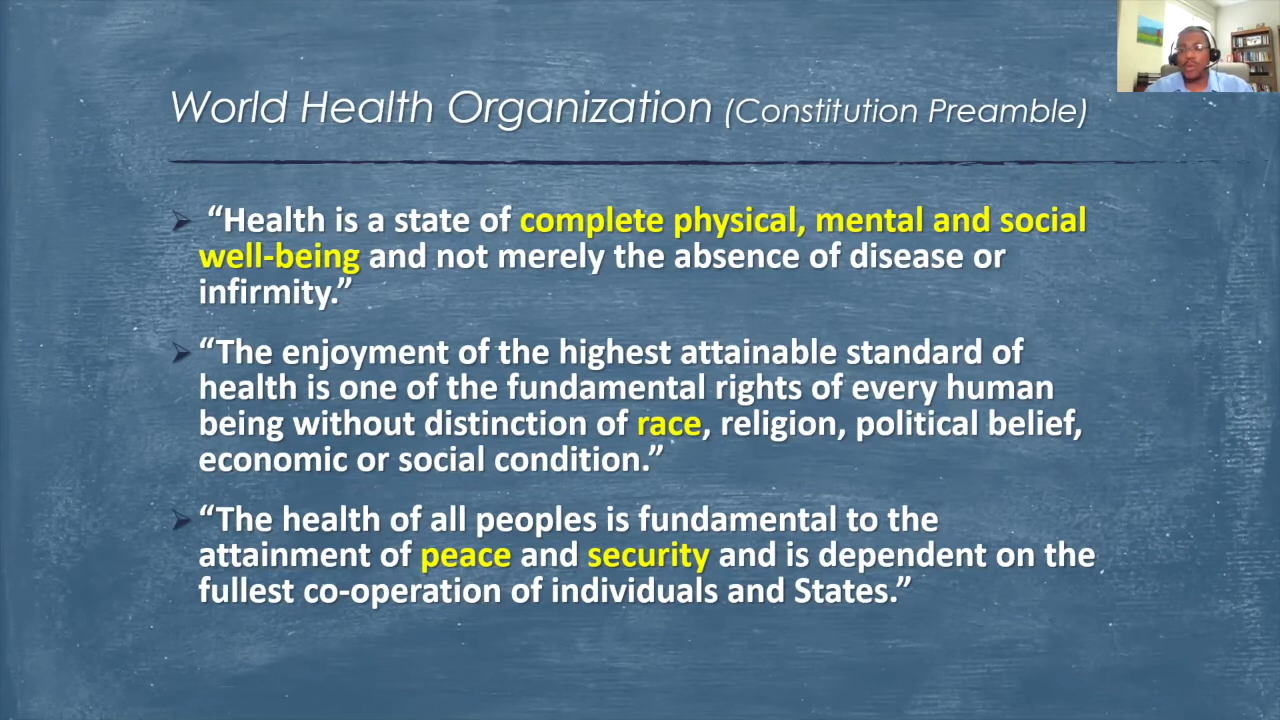 World Health Organization (Constitution Preamble)
“Health is a state of complete physical, mental and social
well-being and not merely the absence of disease or
infirmity.”
“The enjoyment of the highest attainable standard of
health is one of the fundamental rights of every human
being without distinction of race, religion, political belief,
economic or social condition.”
“The health of all peoples is fundamental to the
attainment of peace and security and is dependent on the
fullest co-operation of individuals and States.”